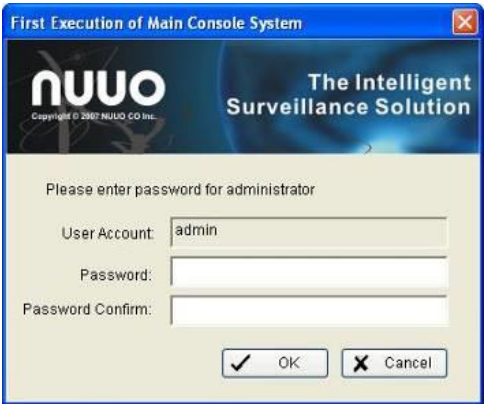 First Execution of Main Console System
NUUO
Copyright © 2007 NUUO CO Inc.
The Intelligent
Surveillance Solution
Please enter password for administrator
User Account: admin
Password:
Password Confirm:
OK
Cancel